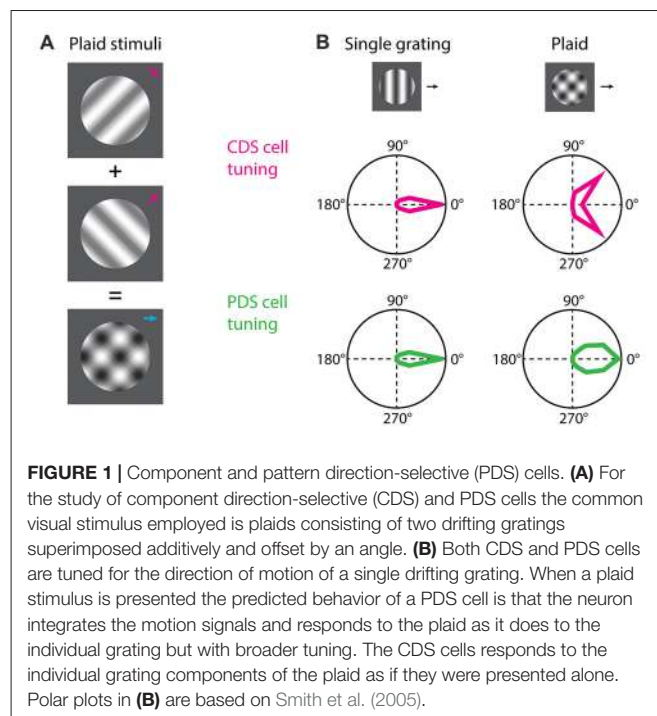 A Plaid stimuli
+
=
B Single grating Plaid
CDS cell
tuning
90°
180° 0°
270°
90°
180° 0°
270°
PDS cell
tuning
90°
180° 0°
270°
90°
180° 0°
270°
FIGURE 1 | Component and pattern direction-selective (PDS) cells. (A) For
the study of component direction-selective (CDS) and PDS cells the common
visual stimulus employed is plaids consisting of two drifting gratings
superimposed additively and offset by an angle. (B) Both CDS and PDS cells
are tuned for the direction of motion of a single drifting grating. When a plaid
stimulus is presented the predicted behavior of a PDS cell is that the neuron
integrates the motion signals and responds to the plaid as it does to the
individual grating but with broader tuning. The CDS cells responds to the
individual grating components of the plaid as if they were presented alone.
Polar plots in (B) are based on Smith et al. (2005).